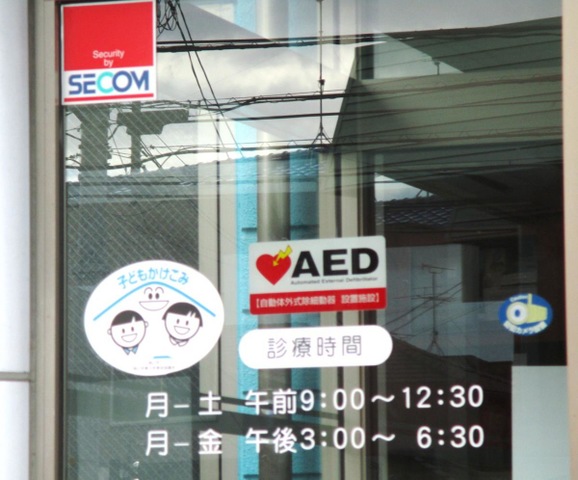 Security
by
SECOM
子どもかけこみ
AED
Automated External Defibrillator
【自動体外式除細動器 設置施設】
診療時間
月－土 午前9:00～12:30
月－金 午後3:00～ 6:30